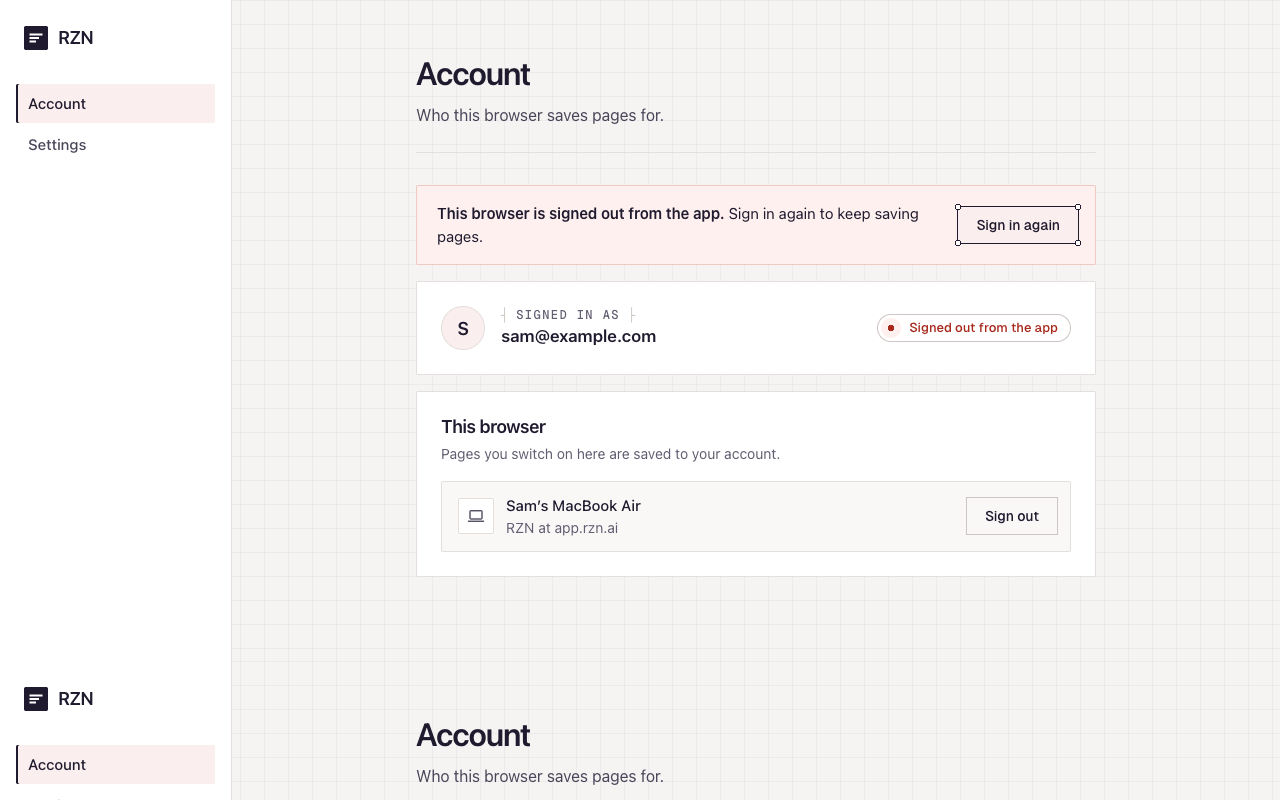 RZN
Account
Settings
Account
Who this browser saves pages for.
This browser is signed out from the app. Sign in again to keep saving
pages.
Sign in again
S
SIGNED IN AS
sam@example.com
Signed out from the app
This browser
Pages you switch on here are saved to your account.
Sam’s MacBook Air
RZN at app.rzn.ai
Sign out
RZN
Account
Account
Who this browser saves pages for.